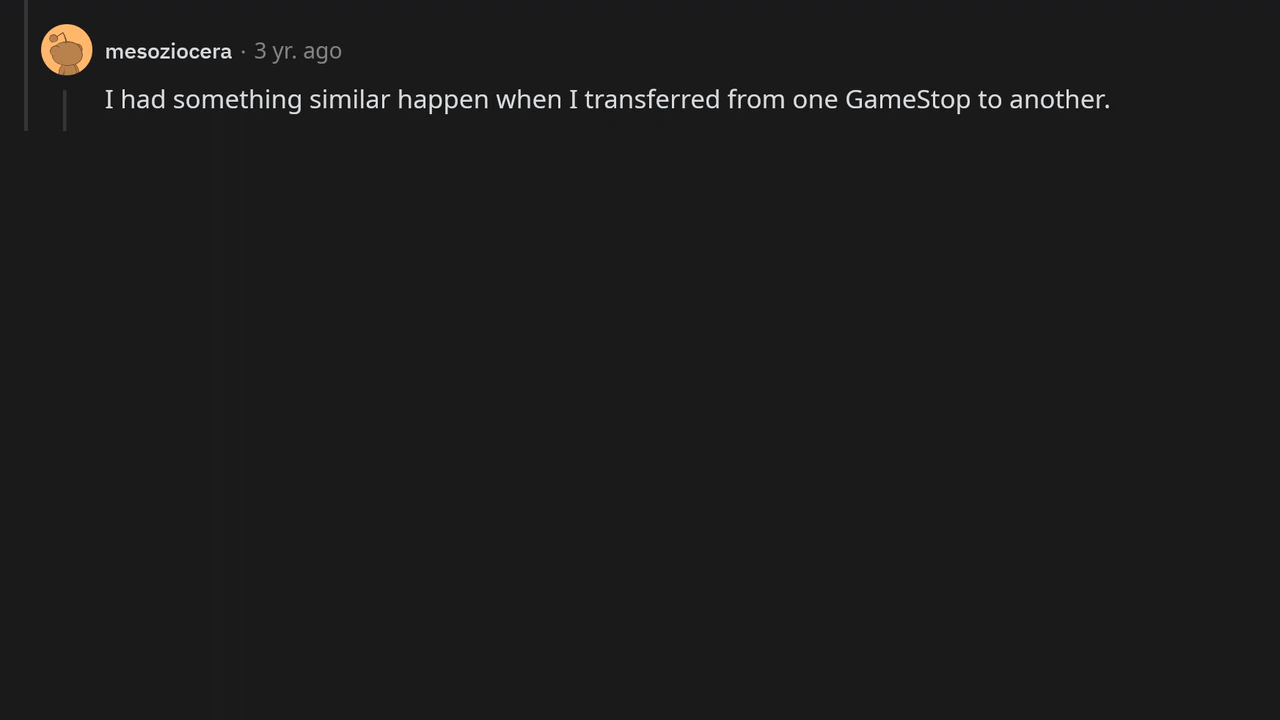 mesoziocera · 3 yr. ago
I had something similar happen when I transferred from one GameStop to another.